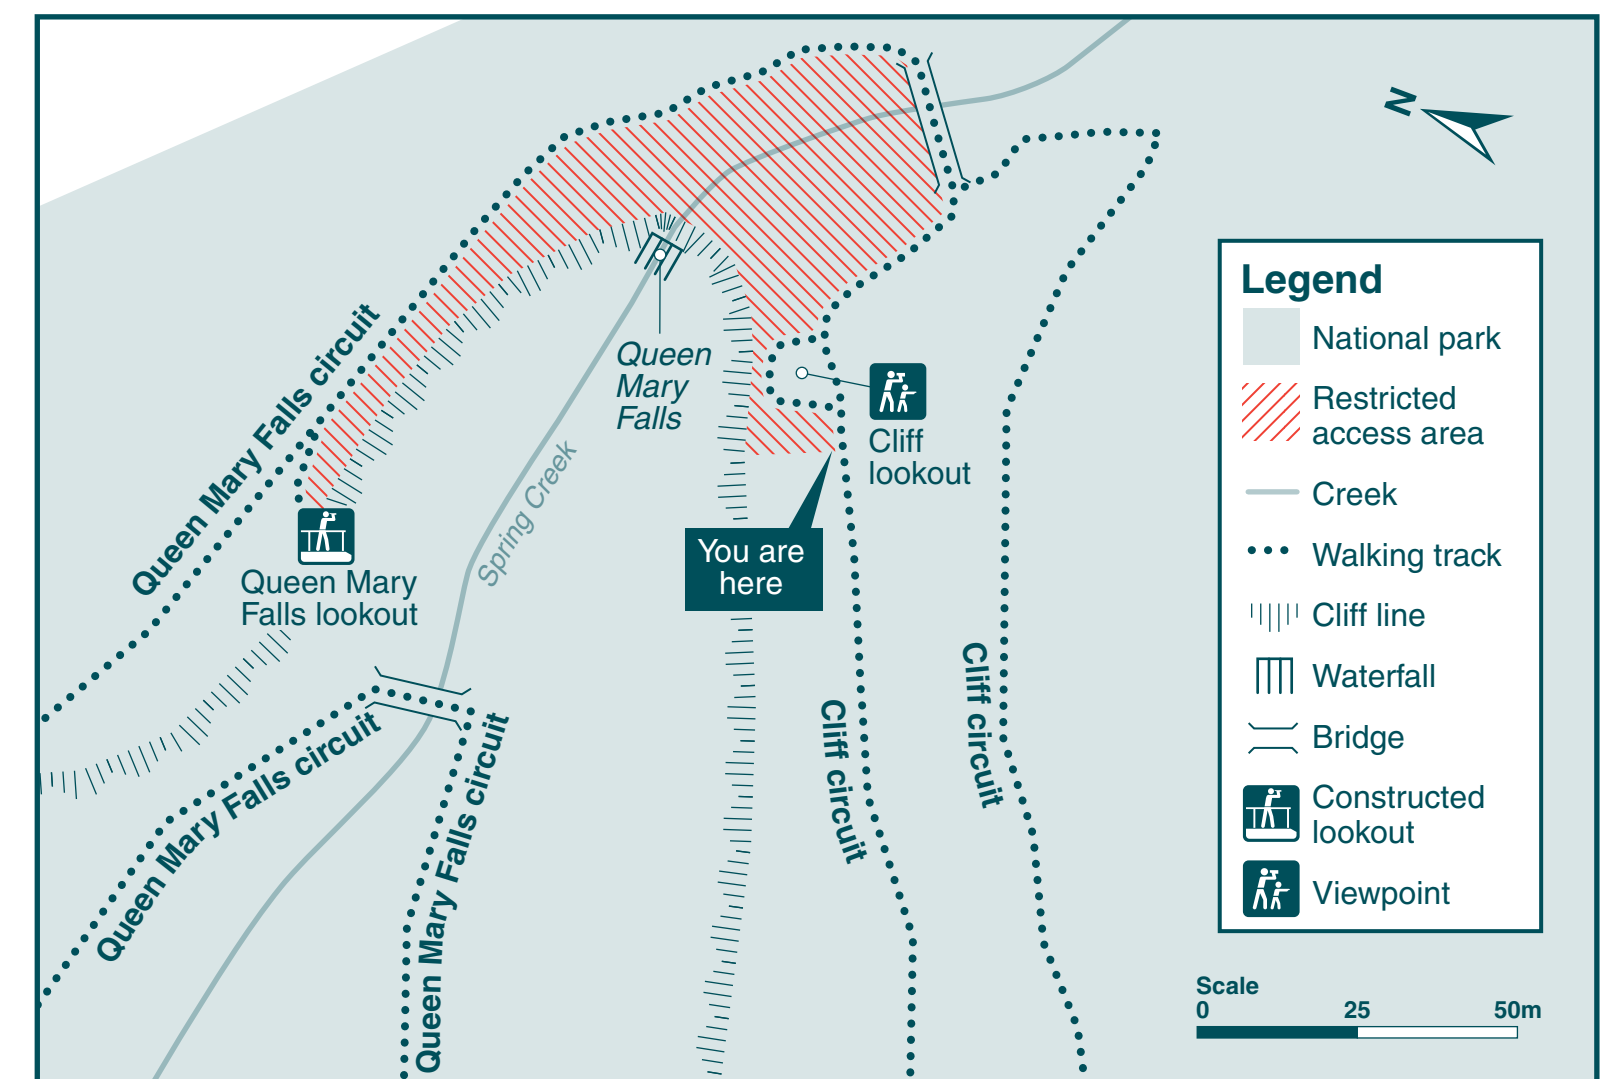 N
Queen Mary Falls circuit
Queen
Mary
Falls
Spring Creek
Cliff
lookout
You are
here
Queen Mary
Falls lookout
Queen Mary Falls circuit
Queen Mary Falls circuit
Cliff circuit
Cliff circuit
Legend
National park
Restricted
access area
Creek
Walking track
Cliff line
Waterfall
Bridge
Constructed
lookout
Viewpoint
Scale
0 25 50m